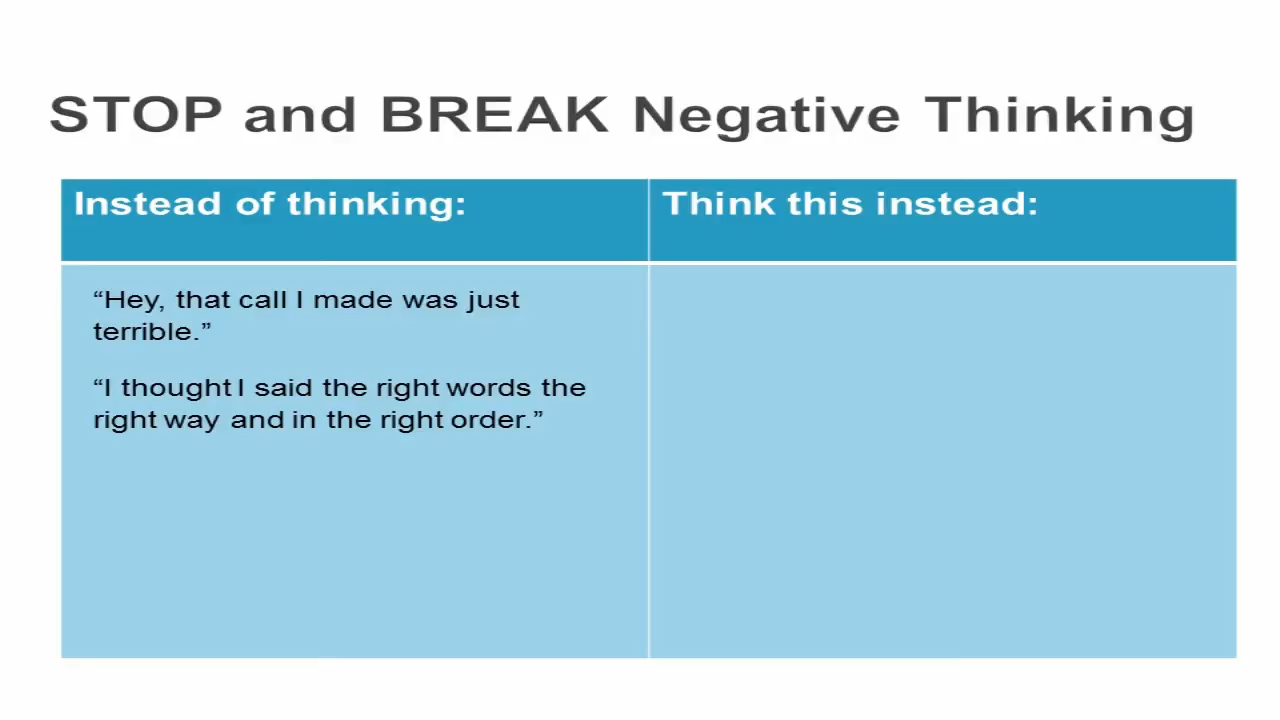 STOP and BREAK Negative Thinking
Instead of thinking:
Think this instead:
“Hey, that call I made was just
terrible.”
“I thought I said the right words the
right way and in the right order.”